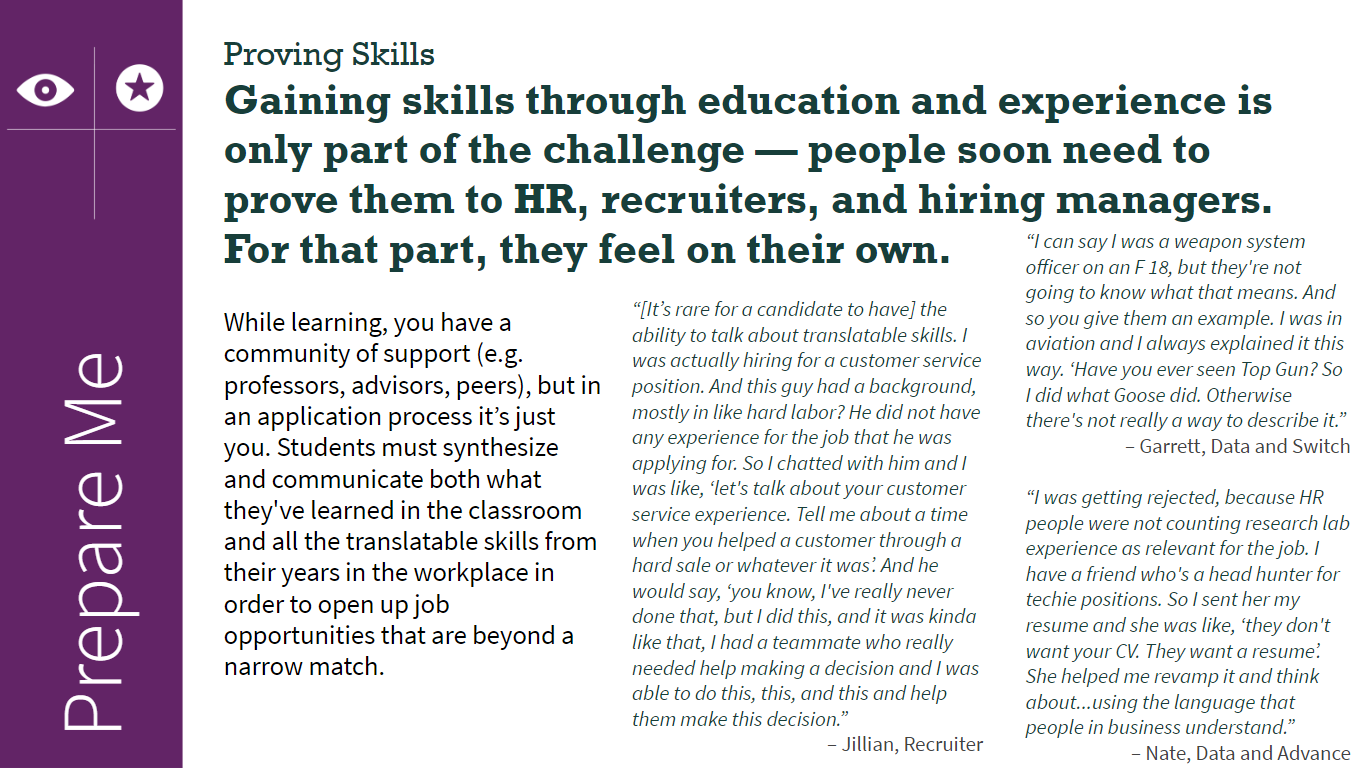 Prepare Me
Proving Skills
Gaining skills through education and experience is
only part of the challenge — people soon need to
prove them to HR, recruiters, and hiring managers.
For that part, they feel on their own.
While learning, you have a
community of support (e.g.
professors, advisors, peers), but in
an application process it’s just
you. Students must synthesize
and communicate both what
they've learned in the classroom
and all the translatable skills from
their years in the workplace in
order to open up job
opportunities that are beyond a
narrow match.
“[It’s rare for a candidate to have] the
ability to talk about translatable skills. I
was actually hiring for a customer service
position. And this guy had a background,
mostly in like hard labor? He did not have
any experience for the job that he was
applying for. So I chatted with him and I
was like, ‘let's talk about your customer
service experience. Tell me about a time
when you helped a customer through a
hard sale or whatever it was’. And he
would say, ‘you know, I've really never
done that, but I did this, and it was kinda
like that, I had a teammate who really
needed help making a decision and I was
able to do this, this, and this and help
them make this decision.”
– Jillian, Recruiter
“I can say I was a weapon system
officer on an F 18, but they're not
going to know what that means. And
so you give them an example. I was in
aviation and I always explained it this
way. ‘Have you ever seen Top Gun? So
I did what Goose did. Otherwise
there's not really a way to describe it.”
– Garrett, Data and Switch
“I was getting rejected, because HR
people were not counting research lab
experience as relevant for the job. I
have a friend who's a head hunter for
techie positions. So I sent her my
resume and she was like, ‘they don't
want your CV. They want a resume’.
She helped me revamp it and think
about...using the language that
people in business understand.”
– Nate, Data and Advance